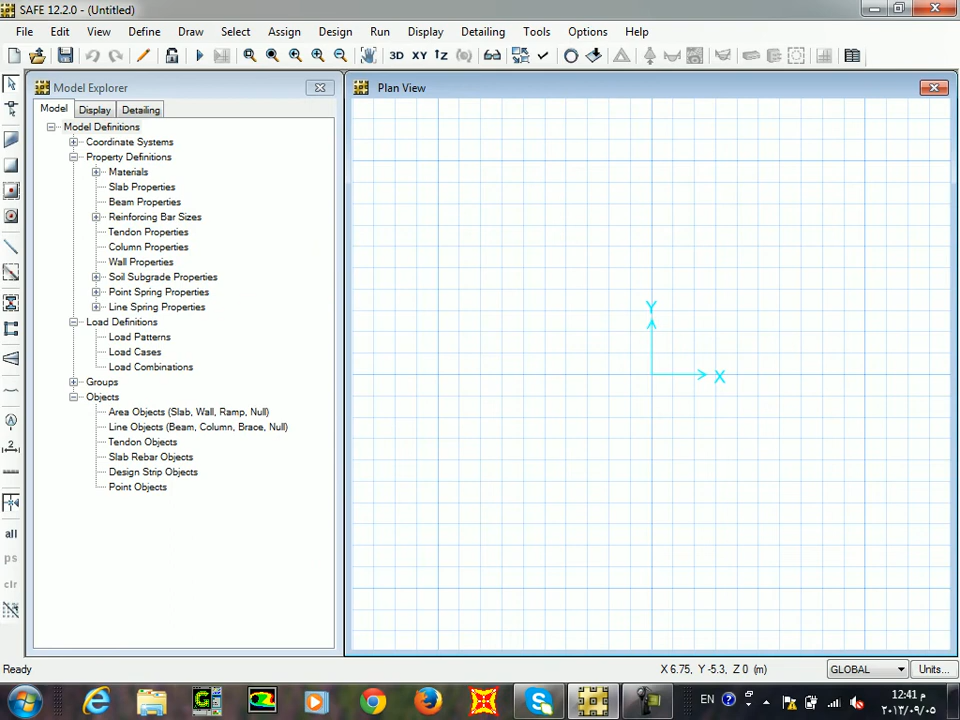 SAFE 12.2.0 - (Untitled)
File Edit View Define Draw Select Assign Design Run Display Detailing Tools Options Help
3D XY
Model Explorer
Plan View
Model Display Detailing
Model Definitions
Coordinate Systems
Property Definitions
Materials
Slab Properties
Beam Properties
Reinforcing Bar Sizes
Tendon Properties
Column Properties
Wall Properties
Soil Subgrade Properties
Point Spring Properties
Line Spring Properties
Load Definitions
Load Patterns
Load Cases
Load Combinations
Groups
Objects
Area Objects (Slab, Wall, Ramp, Null)
Line Objects (Beam, Column, Brace, Null)
Tendon Objects
Slab Rebar Objects
Design Strip Objects
Point Objects
Y
X
all
ps
clr
Ready
X 6.75, Y -5.3, Z 0 (m)
GLOBAL
Units...
EN
12:41 م
٢٠١٣/٠٩/٠٥